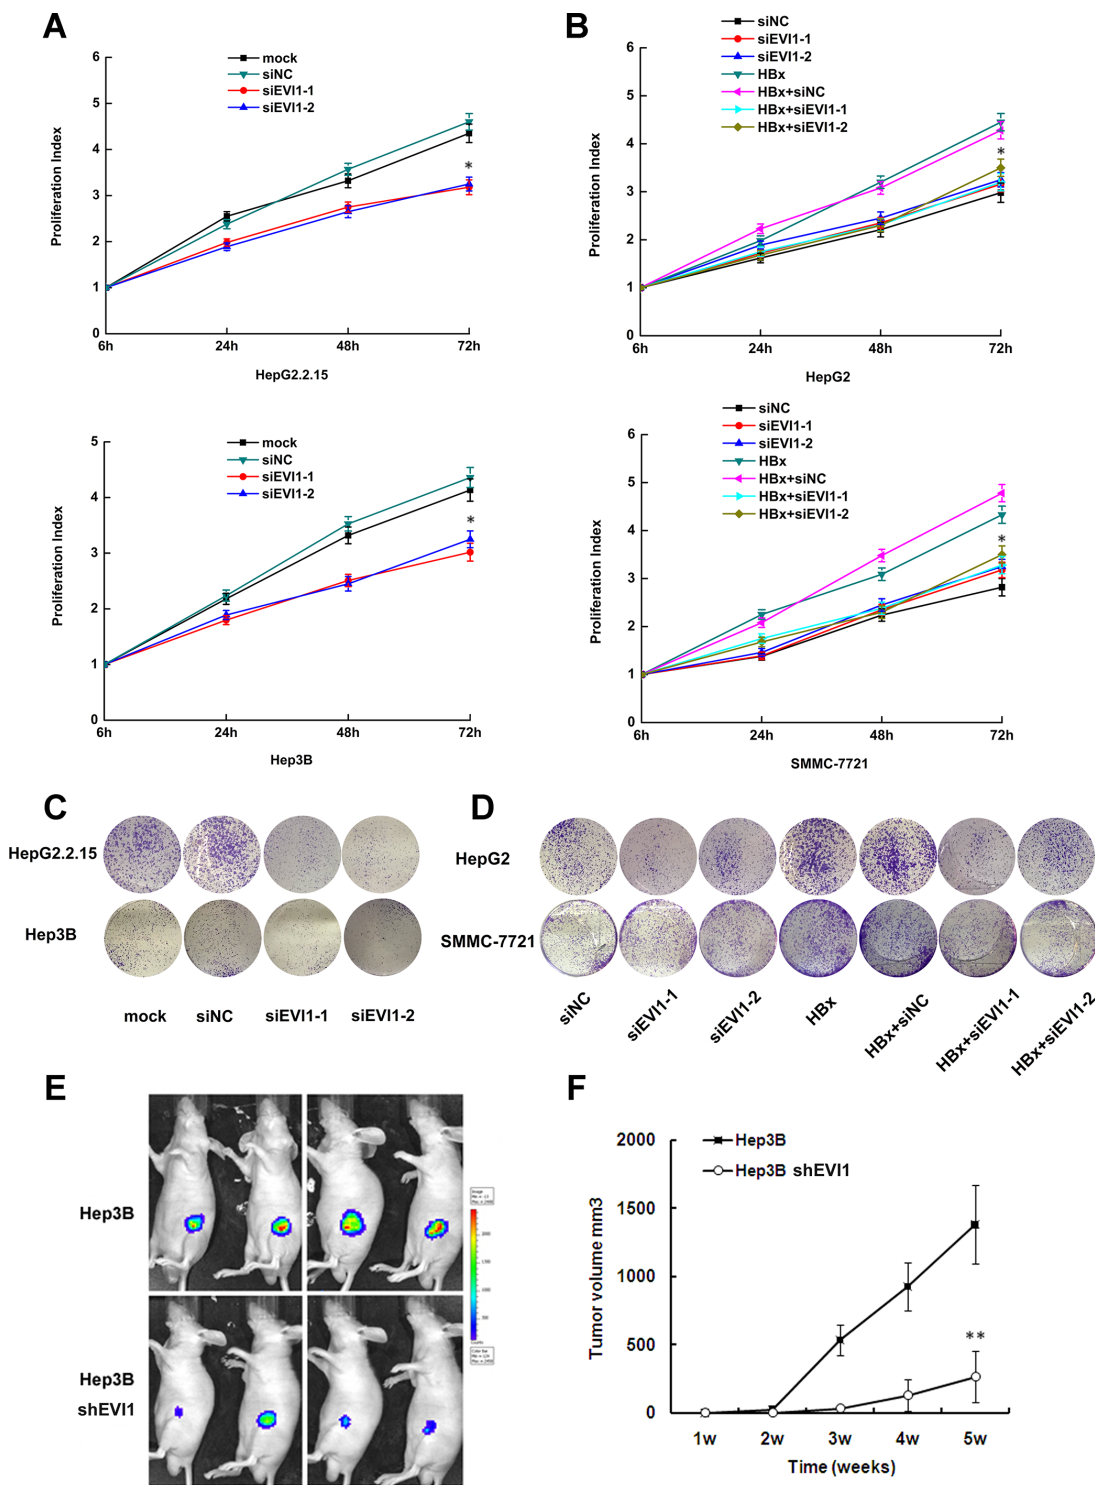 A
6
5
4
3
2
1
0
Proliferation Index
mock
siNC
siEVI1-1
siEVI1-2
*
6h 24h 48h 72h
HepG2.2.15
5
4
3
2
1
0
Proliferation Index
mock
siNC
siEVI1-1
siEVI1-2
*
6h 24h 48h 72h
Hep3B
B
6
5
4
3
2
1
0
Proliferation Index
siNC
siEVI1-1
siEVI1-2
HBx
HBx+siNC
HBx+siEVI1-1
HBx+siEVI1-2
*
6h 24h 48h 72h
HepG2
6
5
4
3
2
1
0
Proliferation Index
siNC
siEVI1-1
siEVI1-2
HBx
HBx+siNC
HBx+siEVI1-1
HBx+siEVI1-2
*
6h 24h 48h 72h
SMMC-7721
C
HepG2.2.15
Hep3B
mock siNC siEVI1-1 siEVI1-2
D
HepG2
SMMC-7721
siNC
siEVI1-1
siEVI1-2
HBx
HBx+siNC
HBx+siEVI1-1
HBx+siEVI1-2
E
Hep3B
Hep3B
shEVI1
Image
Counts
Color Bar
F
2000
1500
1000
500
0
Tumor volume mm3
Hep3B
Hep3B shEVI1
**
1w 2w 3w 4w 5w
Time (weeks)